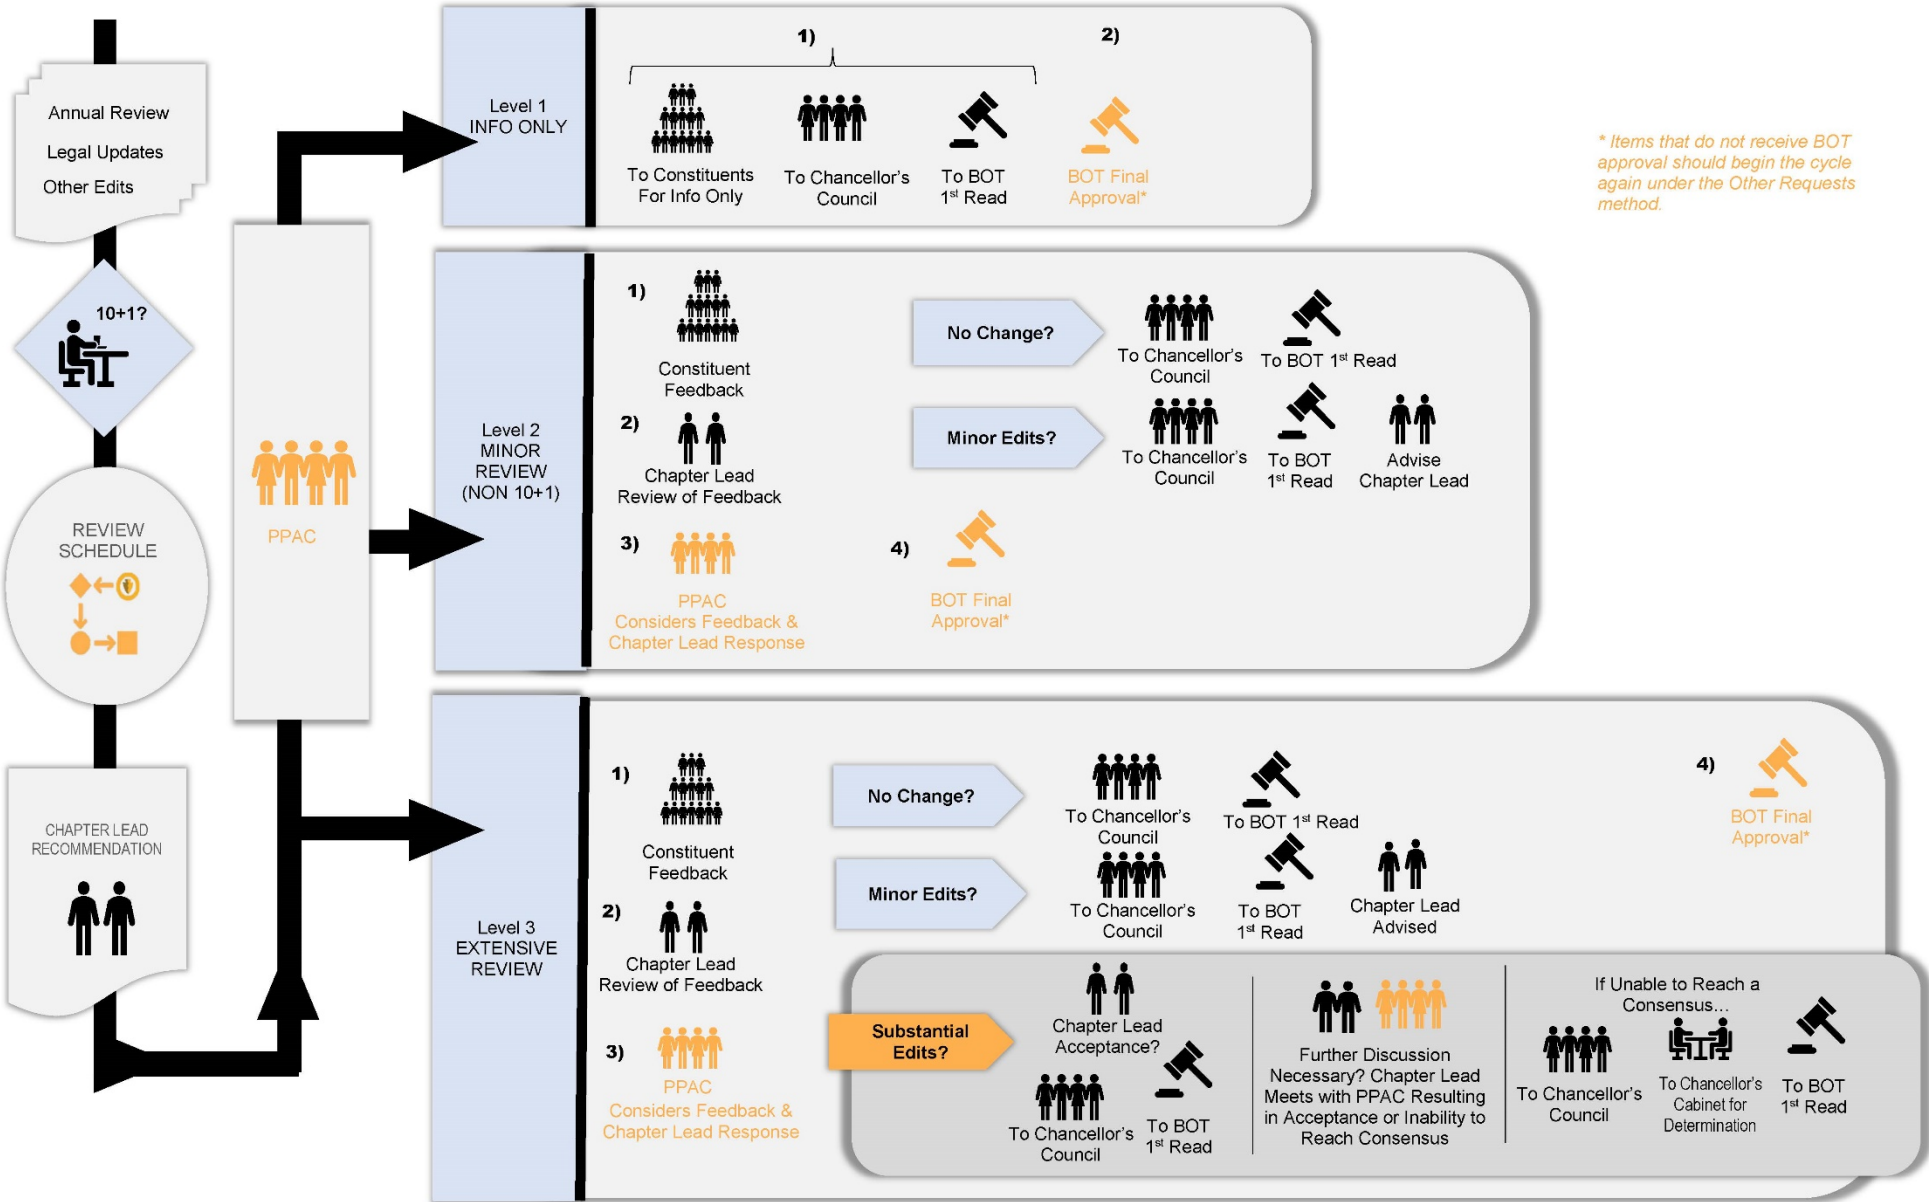 Annual Review
Legal Updates
Other Edits
10+1?
REVIEW
SCHEDULE
CHAPTER LEAD
RECOMMENDATION
PPAC
Level 1
INFO ONLY
1)
To Constituents
For Info Only
To Chancellor's
Council
To BOT
1st Read
2)
BOT Final
Approval*
* Items that do not receive BOT
approval should begin the cycle
again under the Other Requests
method.
Level 2
MINOR
REVIEW
(NON 10+1)
1)
Constituent
Feedback
2)
Chapter Lead
Review of Feedback
3)
PPAC
Considers Feedback &
Chapter Lead Response
No Change?
To Chancellor's
Council
To BOT 1st Read
Minor Edits?
To Chancellor's
Council
To BOT
1st Read
Advise
Chapter Lead
4)
BOT Final
Approval*
Level 3
EXTENSIVE
REVIEW
1)
Constituent
Feedback
2)
Chapter Lead
Review of Feedback
3)
PPAC
Considers Feedback &
Chapter Lead Response
No Change?
To Chancellor's
Council
To BOT 1st Read
Minor Edits?
To Chancellor's
Council
To BOT
1st Read
Chapter Lead
Advised
Substantial
Edits?
Chapter Lead
Acceptance?
To Chancellor's
Council
To BOT
1st Read
Further Discussion
Necessary? Chapter Lead
Meets with PPAC Resulting
in Acceptance or Inability to
Reach Consensus
If Unable to Reach a
Consensus...
To Chancellor's
Council
To Chancellor's
Cabinet for
Determination
To BOT
1st Read
4)
BOT Final
Approval*